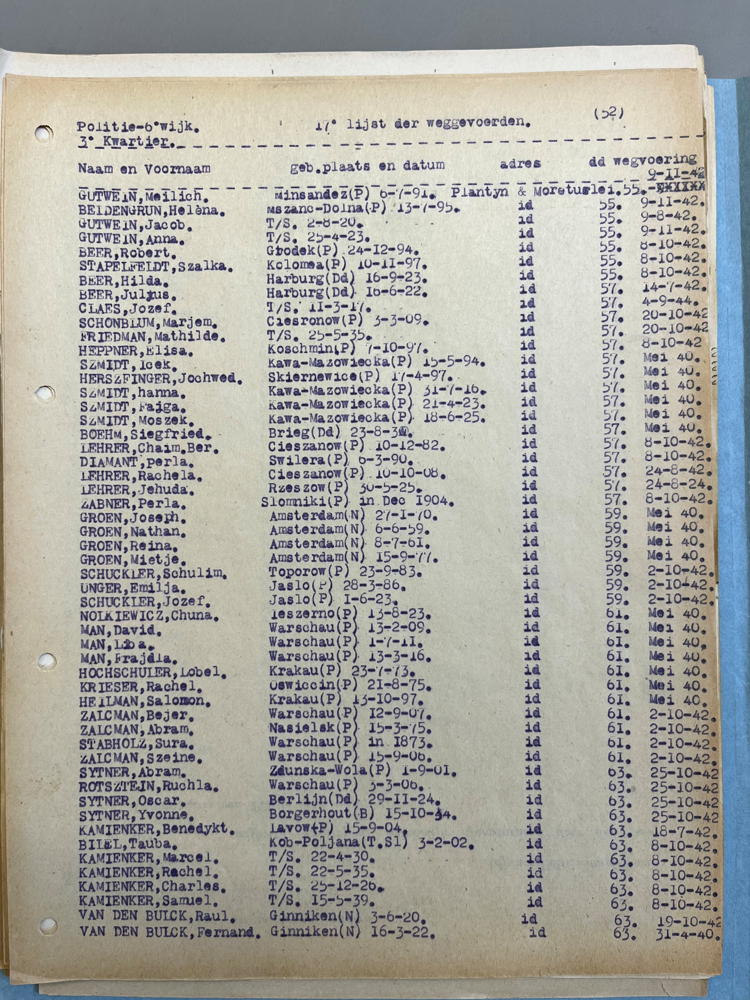 (52)
Politie-6°wijk. 17° lijst der weggevoerden.
3° Kwartier.
Naam en Voornaam geb.plaats en datum adres dd wegvoering
9-11-42
GUTWEIN,Meilich. Minsandez(P) 6-7-91. Plantyn & Moretuslei,55.
BEIDENGRUN,Helèna. Mszanc-Dolna(P) 13-7-95. id 55. 9-11-42.
GUTWEIN,Jacob. T/S. 2-8-20. id 55. 9-8-42.
GUTWEIN,Anna. T/S. 25-4-23. id 55. 9-11-42.
BEER,Robert. Grodek(P) 24-12-94. id 55. 8-10-42.
STAPELFELDT,Szalka. Kolomea(P) 10-11-97. id 55. 8-10-42.
BEER,Hilda. Harburg(Dd) 16-9-23. id 55. 8-10-42.
BEER,Julius. Harburg(Dd) 16-6-22. id 57. 14-7-42.
CLAES,Jozef. T/S. 11-3-17. id 57. 4-9-44.
SCHONBLUM,Marjem. Ciesronow(P) 3-3-09. id 57. 20-10-42
FRIEDMAN,Mathilde. T/S. 25-5-35. id 57. 20-10-42
HEPPNER,Elisa. Koschmin(P) 7-10-97. id 57. 8-10-42
SZMIDT,Icek. Kawa-Mazowiecka(P) 15-5-94. id 57. Mei 40.
HERSZFINGER,Jochwed. Skiernewice(P) 17-4-97. id 57. Mei 40.
SZMIDT,hanna. Kawa-Mazowiecka(P) 31-7-16. id 57. Mei 40.
SZMIDT,Fajga. Kawa-Mazowiecka(P) 21-4-23. id 57. Mei 40.
SZMIDT,Moszek. Kawa-Mazowiecka(P) 18-6-25. id 57. Mei 40.
BOEHM,Siegfried. Brieg(Dd) 23-8-30. id 57. Mei 40.
LEHRER,Chaim,Ber. Cieszanow(P) 10-12-82. id 57. 8-10-42.
DIAMANT,Perla. Swilera(P) 6-3-90. id 57. 8-10-42.
LEHRER,Rachela. Cieszanow(P) 10-10-08. id 57. 24-8-42.
LEHRER,Jehuda. Rzeszow(P) 30-5-25. id 57. 24-8-24.
ZABNER,Perla. Slomniki(P) in Dec 1904. id 57. 8-10-42.
GROEN,Joseph. Amsterdam(N) 27-1-70. id 59. Mei 40.
GROEN,Nathan. Amsterdam(N) 6-6-59. id 59. Mei 40.
GROEN,Reina. Amsterdam(N) 8-7-61. id 59. Mei 40.
GROEN,Mietje. Amsterdam(N) 15-9-77. id 59. Mei 40.
SCHUCKLER,Schulim. Toporow(P) 23-9-83. id 59. 2-10-42.
UNGER,Emilja. Jaslo(P) 28-3-86. id 59. 2-10-42.
SCHUCKLER,Jozef. Jaslo(P) 1-6-23. id 59. 2-10-42.
NOLKIEWICZ,Chuna. Ieszerno(P) 13-8-23. id 61. Mei 40.
MAN,David. Warschau(P) 13-2-09. id 61. Mei 40.
MAN,Liba. Warschau(P) 1-7-11. id 61. Mei 40.
MAN,Frajdla. Warschau(P) 13-3-16. id 61. Mei 40.
HOCHSCHULER,Lobel. Krakau(P) 23-7-73. id 61. Mei 40.
KRIESER,Rachel. Oswiecin(P) 21-8-75. id 61. Mei 40.
HEILMAN,Salomon. Krakau(P) 13-10-97. id 61. Mei 40.
ZALCMAN,Bejer. Warschau(P) 12-9-07. id 61. 2-10-42.
ZALCMAN,Abram. Nasielsk(P) 15-3-75. id 61. 2-10-42.
STABHOLZ,Sura. Warschau(P) in 1873. id 61. 2-10-42.
ZALCMAN,Szeine. Warschau(P) 15-9-06. id 61. 2-10-42.
SYTNER,Abram. Zdunska-Wola(P) 1-9-01. id 63. 25-10-42
ROTSZTEIN,Ruchla. Warschau(P) 3-3-06. id 63. 25-10-42
SYTNER,Oscar. Berlijn(Dd) 29-11-24. id 63. 25-10-42
SYTNER,Yvonne. Borgerhout(B) 15-10-34. id 63. 25-10-42
KAMIENKER,Benedykt. Lavow(P) 15-9-04. id 63. 18-7-42.
BILEL,Tauba. Kob-Poljana(T.Sl) 3-2-02. id 63. 8-10-42.
KAMIENKER,Marcel. T/S. 22-4-30. id 63. 8-10-42.
KAMIENKER,Rachel. T/S. 22-5-35. id 63. 8-10-42.
KAMIENKER,Charles. T/S. 25-12-26. id 63. 8-10-42.
KAMIENKER,Samuel. T/S. 15-5-39. id 63. 8-10-42.
VAN DEN BULCK,Raul. Ginniken(N) 3-6-20. id 63. 19-10-42
VAN DEN BULCK,Fernand. Ginniken(N) 16-3-22. id 63. 31-4-40.